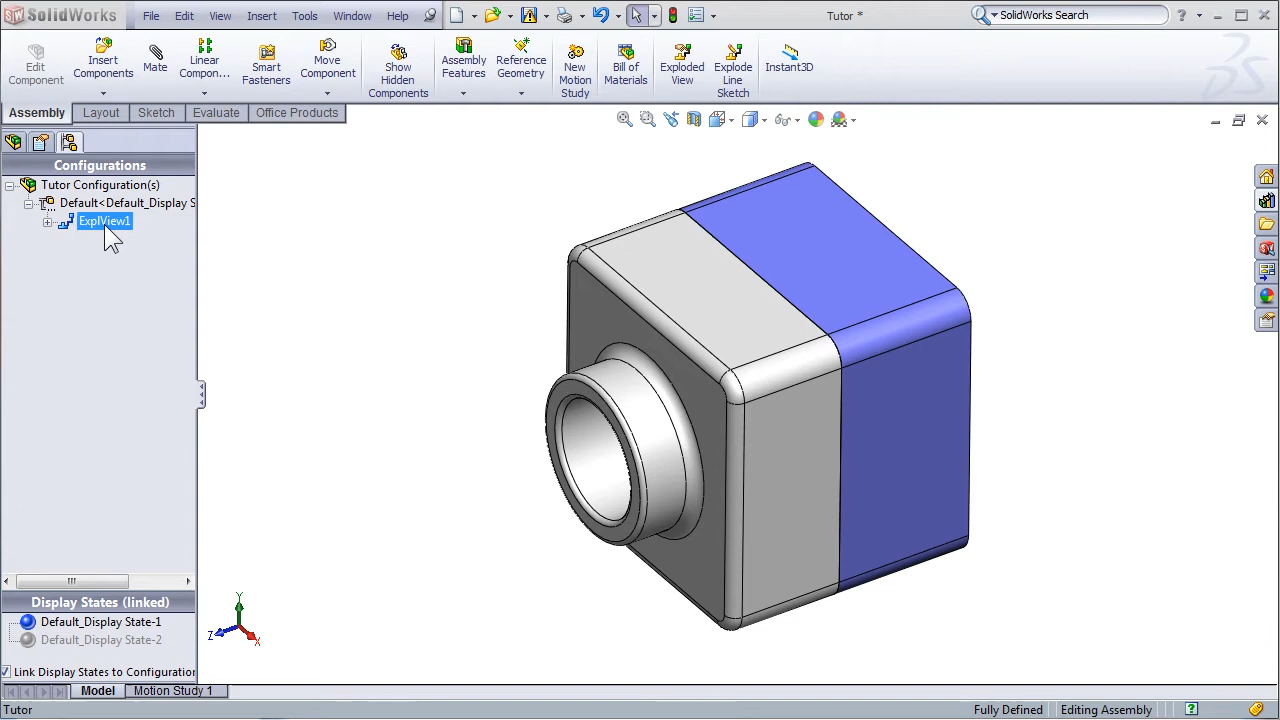 SolidWorks File Edit View Insert Tools Window Help Tutor * SolidWorks Search
Edit Component
Insert Components
Mate
Linear Compon...
Smart Fasteners
Move Component
Show Hidden Components
Assembly Features
Reference Geometry
New Motion Study
Bill of Materials
Exploded View
Explode Line Sketch
Instant3D
Assembly Layout Sketch Evaluate Office Products
Configurations
Tutor Configuration(s)
Default<Default_Display S
ExplView1
Display States (linked)
Default_Display State-1
Default_Display State-2
Link Display States to Configuration
Y
Z
X
Model Motion Study 1
Tutor Fully Defined Editing Assembly